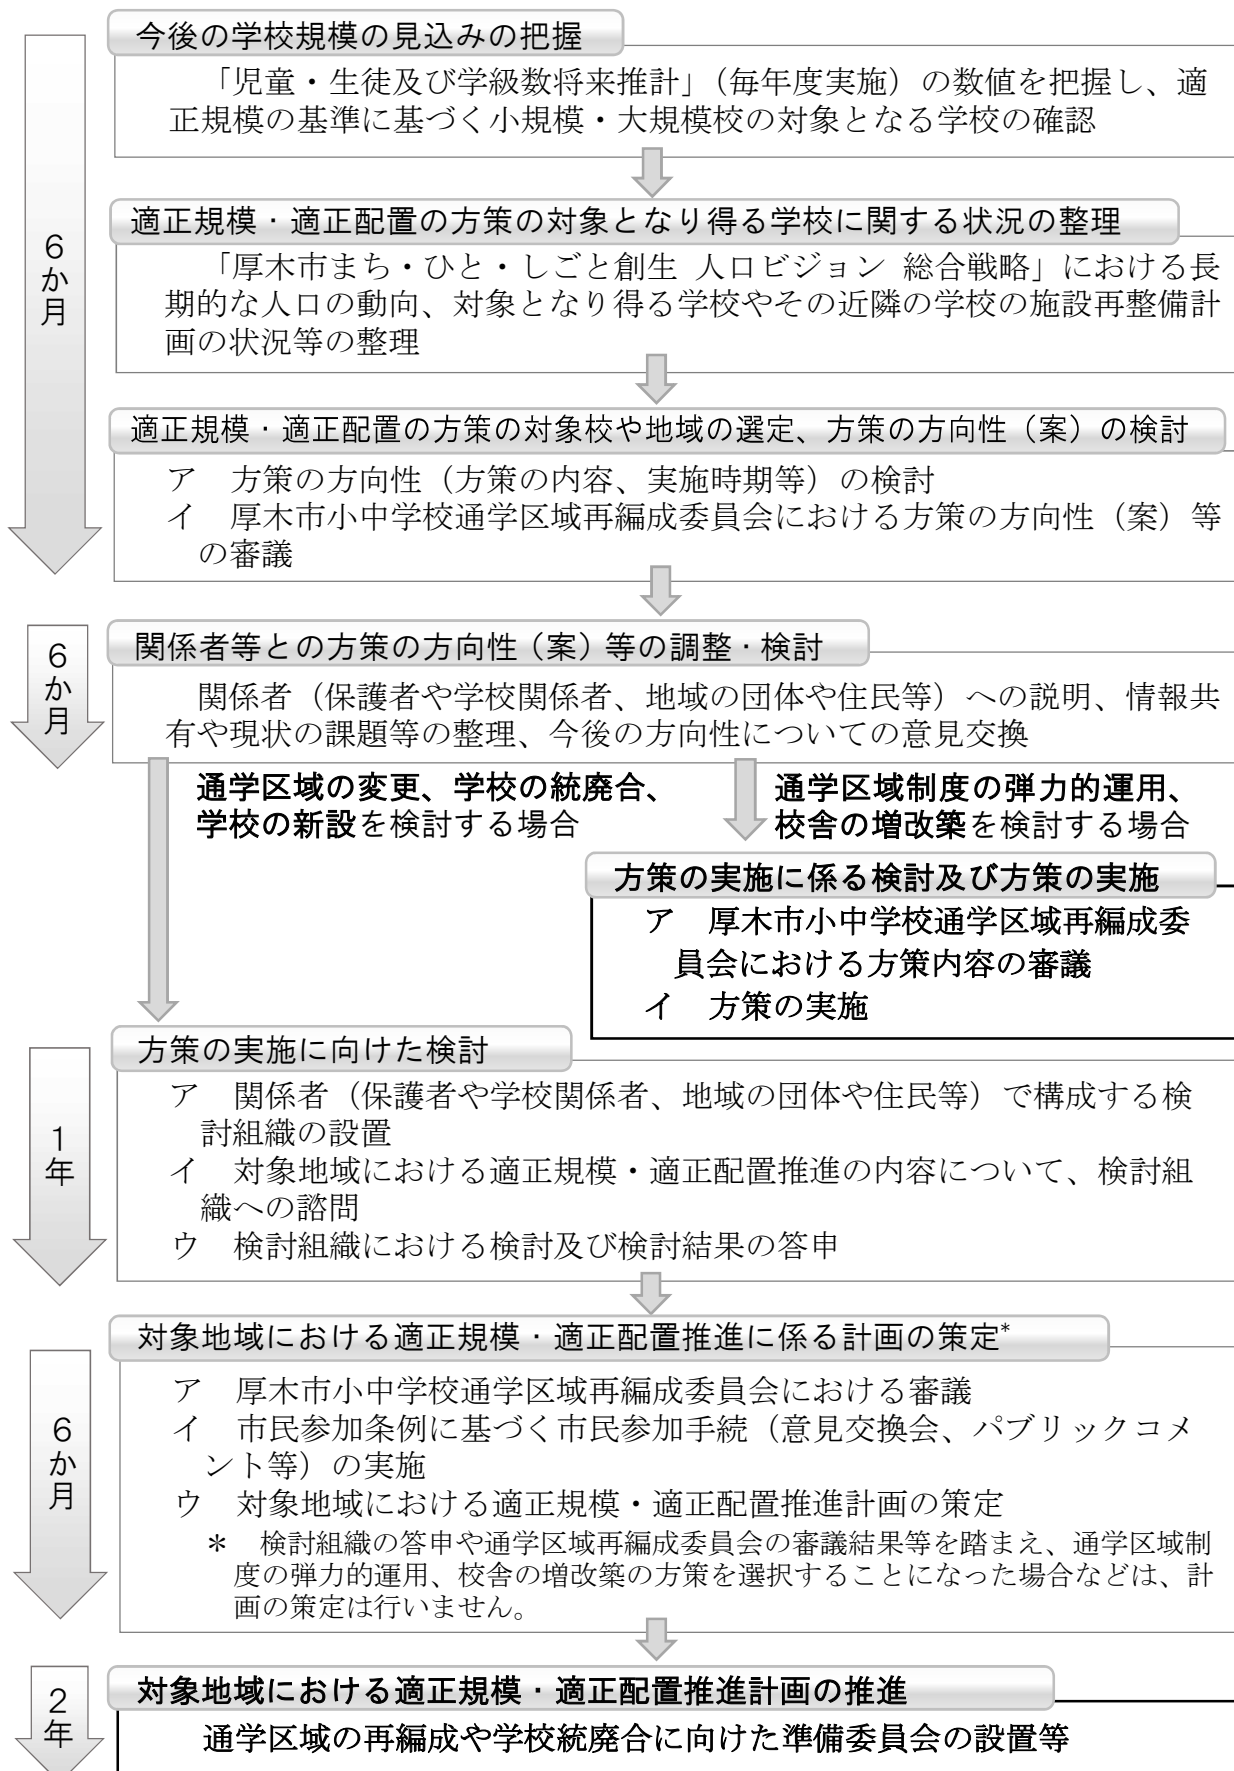 今後の学校規模の見込みの把握
「児童・生徒及び学級数将来推計」（毎年度実施）の数値を把握し、適
正規模の基準に基づく小規模・大規模校の対象となる学校の確認
適正規模・適正配置の方策の対象となり得る学校に関する状況の整理
「厚木市まち・ひと・しごと創生 人口ビジョン 総合戦略」における長
期的な人口の動向、対象となり得る学校やその近隣の学校の施設再整備計
画の状況等の整理
6か月
適正規模・適正配置の方策の対象校や地域の選定、方策の方向性（案）の検討
ア　方策の方向性（方策の内容、実施時期等）の検討
イ　厚木市小中学校通学区域再編成委員会における方策の方向性（案）等
の審議
6か月
関係者等との方策の方向性（案）等の調整・検討
関係者（保護者や学校関係者、地域の団体や住民等）への説明、情報共
有や現状の課題等の整理、今後の方向性についての意見交換
通学区域の変更、学校の統廃合、
学校の新設を検討する場合
通学区域制度の弾力的運用、
校舎の増改築を検討する場合
方策の実施に係る検討及び方策の実施
ア　厚木市小中学校通学区域再編成委
員会における方策内容の審議
イ　方策の実施
方策の実施に向けた検討
1年
ア　関係者（保護者や学校関係者、地域の団体や住民等）で構成する検
討組織の設置
イ　対象地域における適正規模・適正配置推進の内容について、検討組
織への諮問
ウ　検討組織における検討及び検討結果の答申
対象地域における適正規模・適正配置推進に係る計画の策定*
6か月
ア　厚木市小中学校通学区域再編成委員会における審議
イ　市民参加条例に基づく市民参加手続（意見交換会、パブリックコメ
ント等）の実施
ウ　対象地域における適正規模・適正配置推進計画の策定
*　検討組織の答申や通学区域再編成委員会の審議結果等を踏まえ、通学区域制
度の弾力的運用、校舎の増改築の方策を選択することになった場合などは、計
画の策定は行いません。
2年
対象地域における適正規模・適正配置推進計画の推進
通学区域の再編成や学校統廃合に向けた準備委員会の設置等